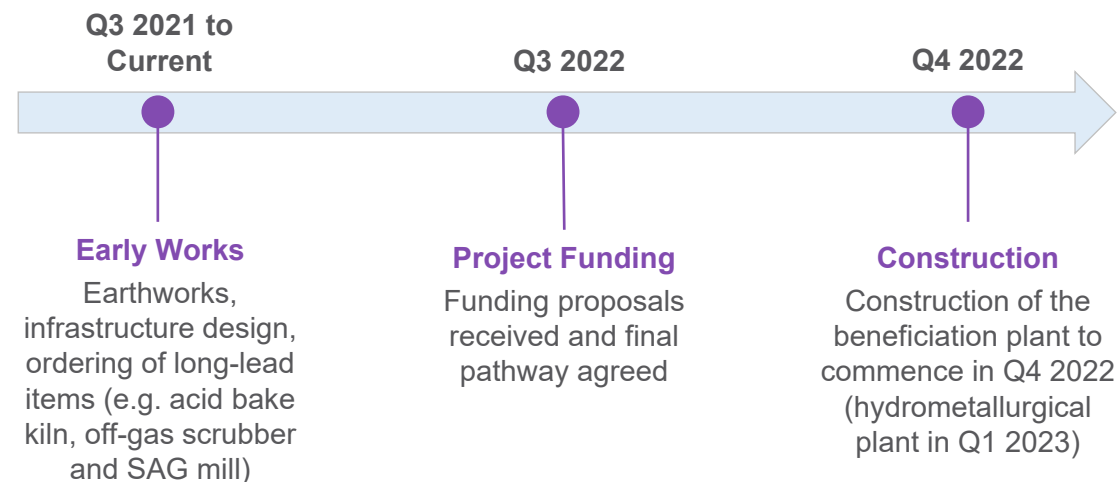 Q3 2021 to
Current
Q3 2022
Q4 2022
Early Works
Earthworks,
infrastructure design,
ordering of long-lead
items (e.g. acid bake
kiln, off-gas scrubber
and SAG mill)
Project Funding
Funding proposals
received and final
pathway agreed
Construction
Construction of the
beneficiation plant to
commence in Q4 2022
(hydrometallurgical
plant in Q1 2023)